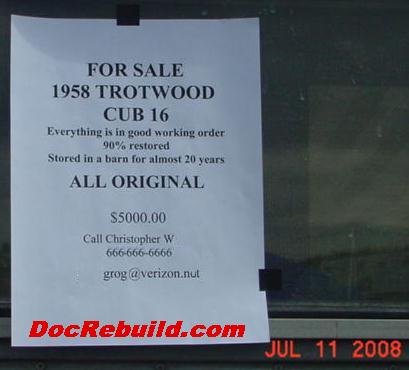 FOR SALE
1958 TROTWOOD
CUB 16
Everything is in good working order
90% restored
Stored in a barn for almost 20 years
ALL ORIGINAL
$5000.00
Call Christopher W
666-666-6666
grog@verizon.nut
DocRebuild.com
JUL 11 2008